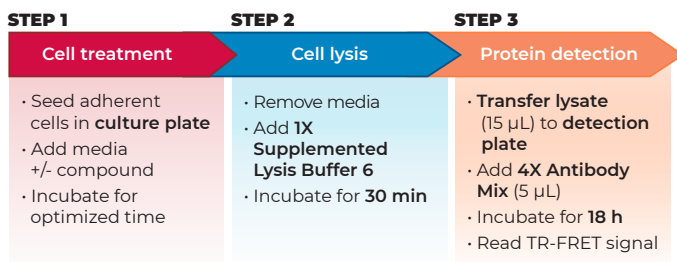 STEP 1
Cell treatment
· Seed adherent
cells in culture plate
· Add media
+/- compound
· Incubate for
optimized time
STEP 2
Cell lysis
· Remove media
· Add 1X
Supplemented
Lysis Buffer 6
· Incubate for 30 min
STEP 3
Protein detection
· Transfer lysate
(15 µL) to detection
plate
· Add 4X Antibody
Mix (5 µL)
· Incubate for 18 h
· Read TR-FRET signal